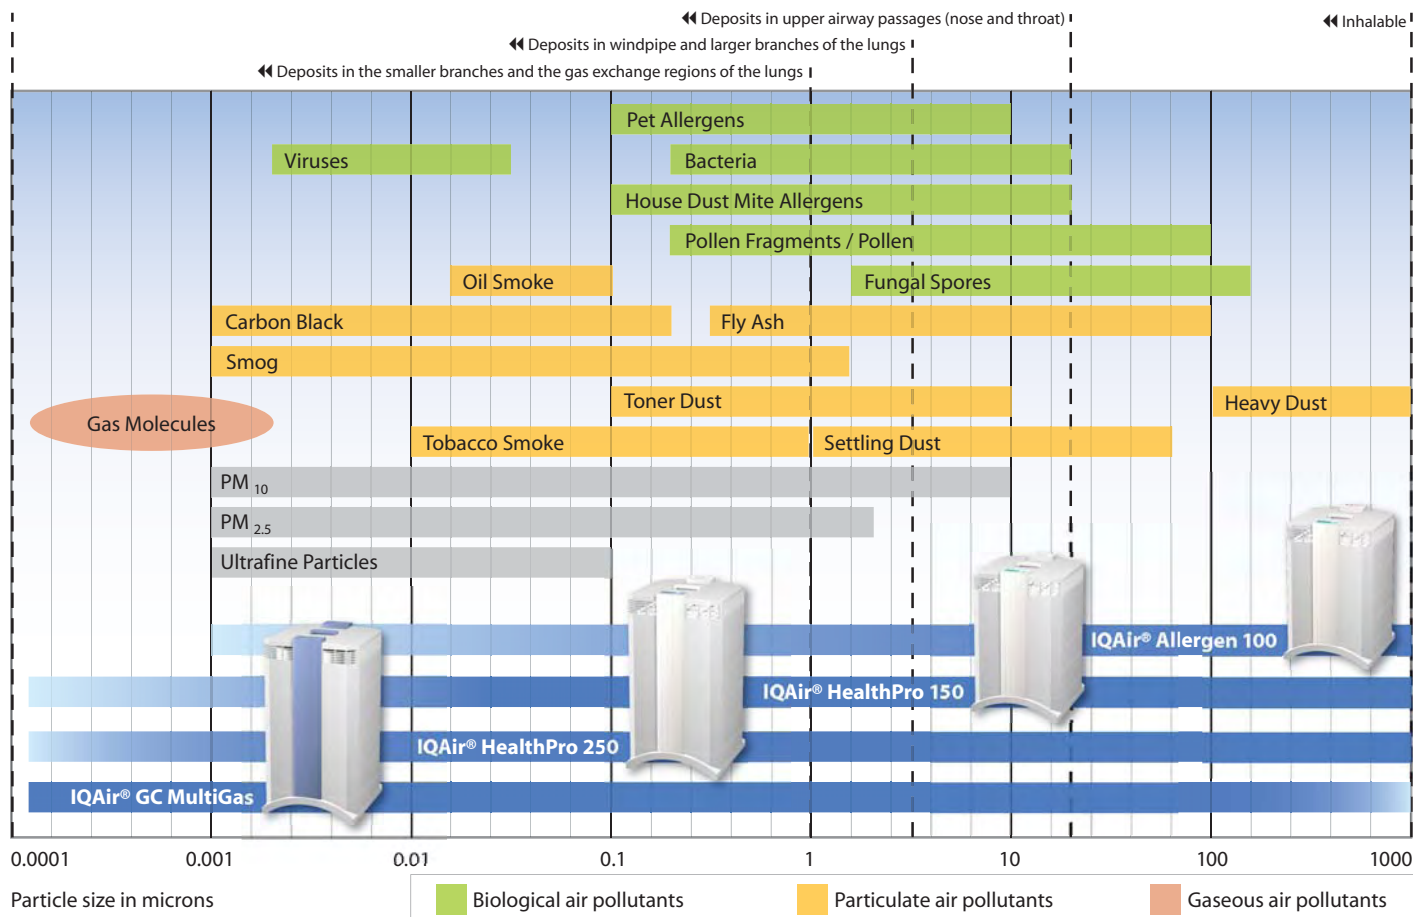 Deposits in upper airway passages (nose and throat)
Inhalable
Deposits in windpipe and larger branches of the lungs
Deposits in the smaller branches and the gas exchange regions of the lungs
Pet Allergens
Viruses
Bacteria
House Dust Mite Allergens
Pollen Fragments / Pollen
Oil Smoke
Fungal Spores
Carbon Black
Fly Ash
Smog
Toner Dust
Heavy Dust
Gas Molecules
Tobacco Smoke
Settling Dust
PM 10
PM 2.5
Ultrafine Particles
IQAir® Allergen 100
IQAir® HealthPro 150
IQAir® HealthPro 250
IQAir® GC MultiGas
0.0001 0.001 0.01 0.1 1 10 100 1000
Particle size in microns
Biological air pollutants
Particulate air pollutants
Gaseous air pollutants